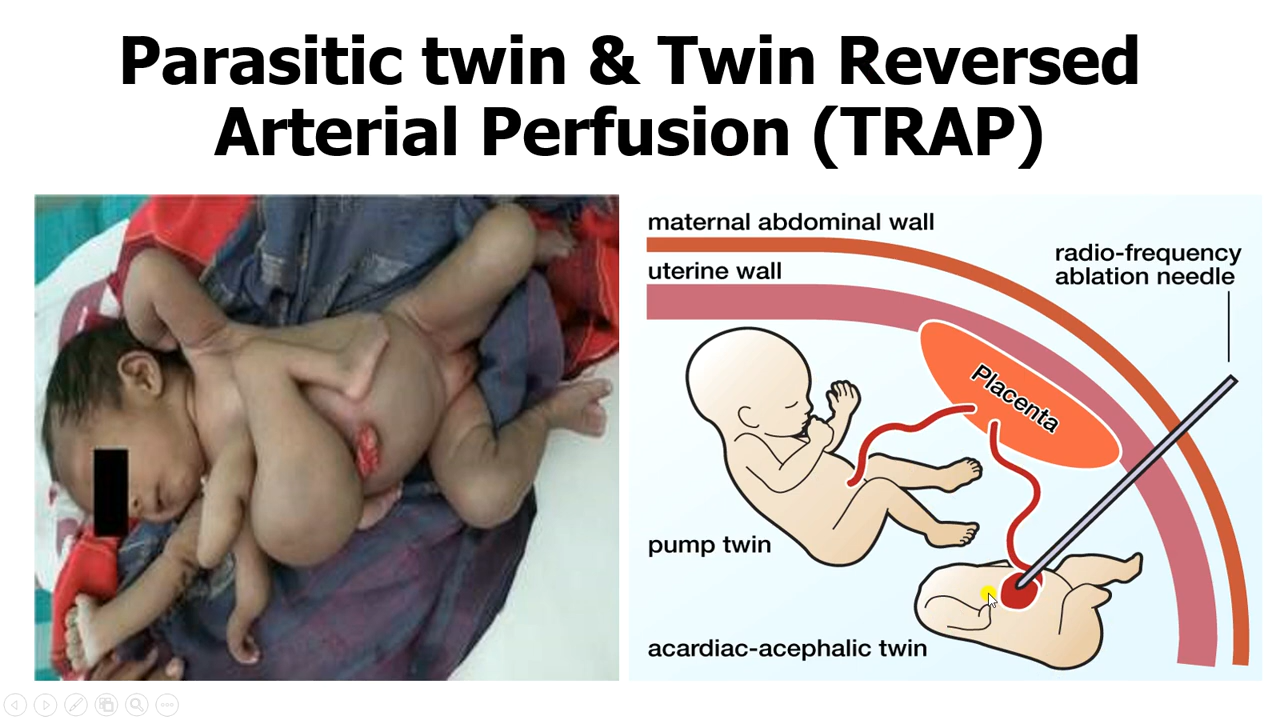 Parasitic twin & Twin Reversed
Arterial Perfusion (TRAP)
maternal abdominal wall
uterine wall
radio-frequency
ablation needle
Placenta
pump twin
acardiac-acephalic twin